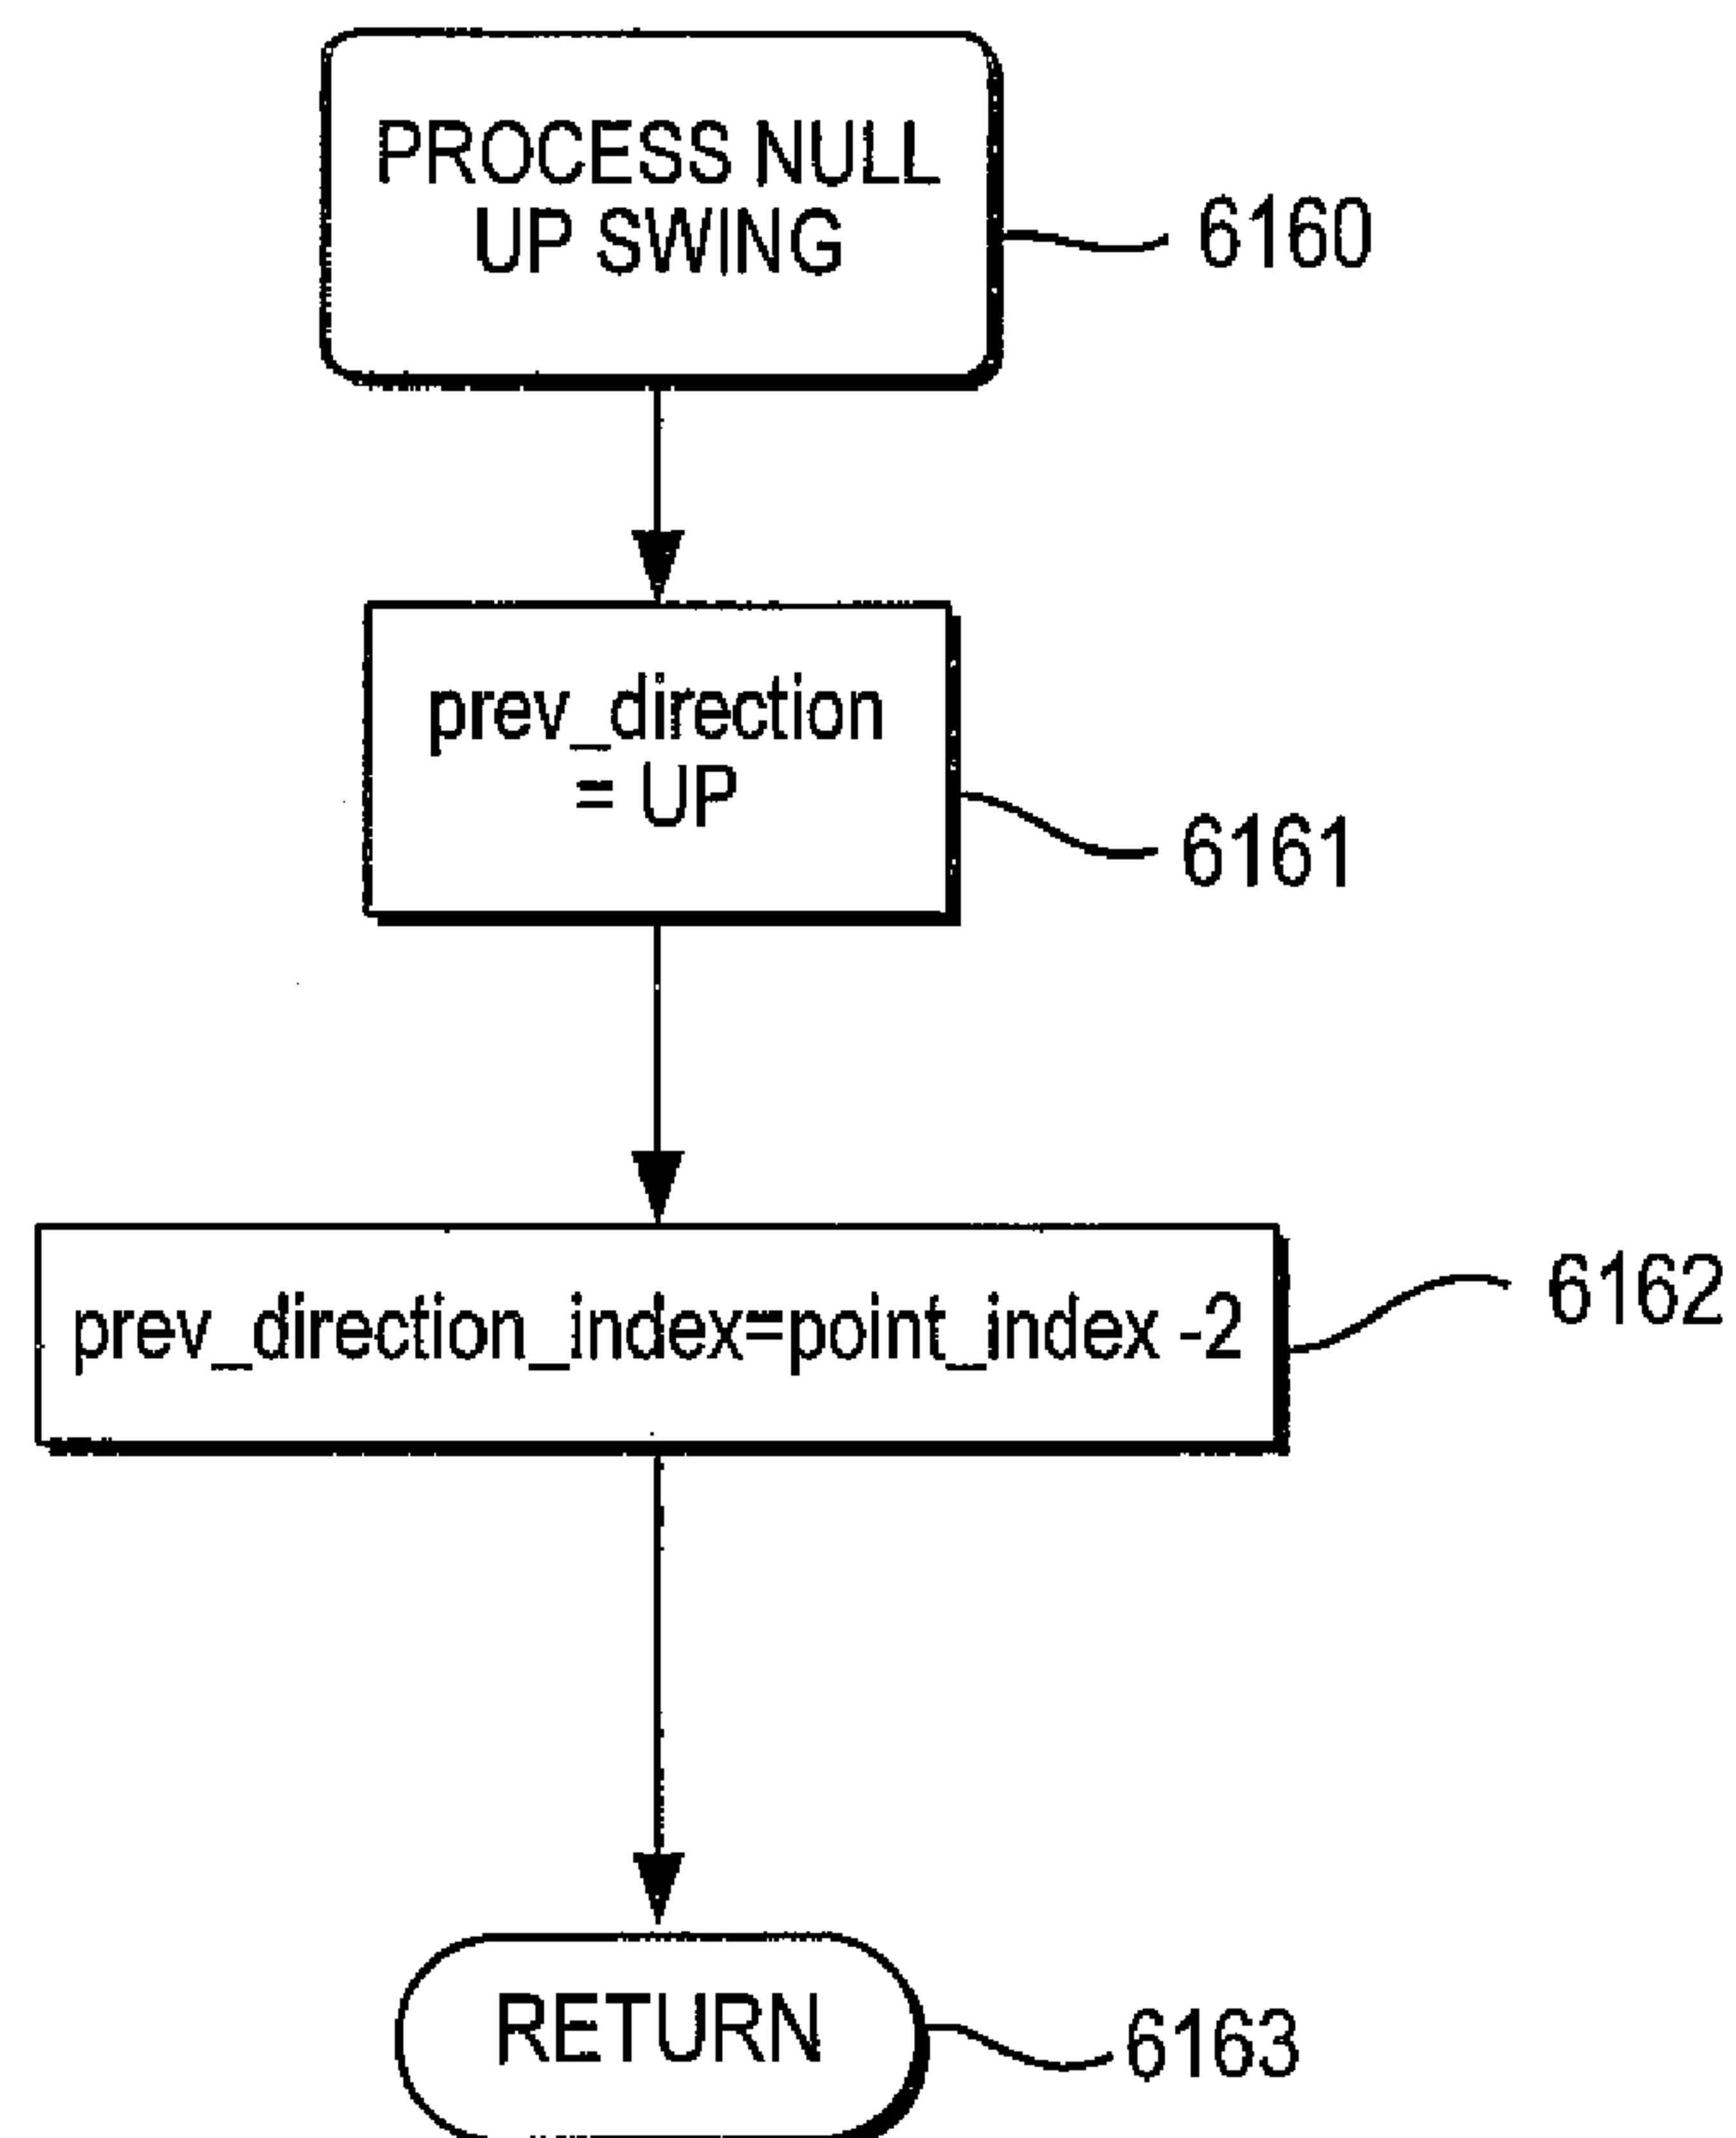 PROCESS NULL
UP SWING
6160
prev_direction
= UP
6161
prev_direction_index=point_index -2
6162
RETURN
6163